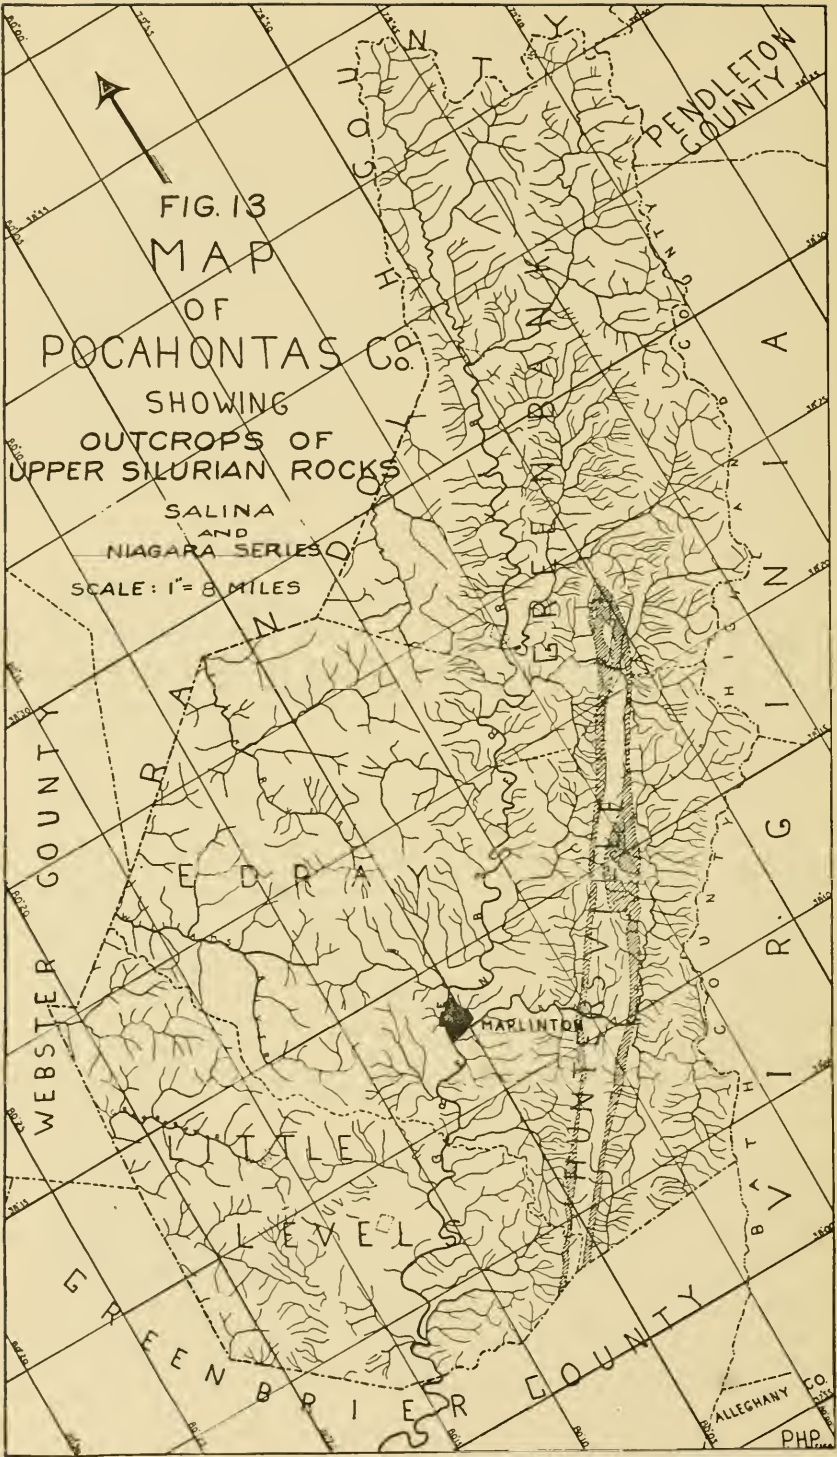 FIG. 13
MAP
OF
POCAHONTAS CO.
SHOWING
OUTCROPS OF
UPPER SILURIAN ROCKS
SALINA
AND
NIAGARA SERIES
SCALE: 1"= 8 MILES
RANDOLPH COUNTY
PENDLETON
COUNTY
HIGHLAND COUNTY
VIRGINIA
BATH COUNTY
ALLEGHANY CO.
GREENBRIER COUNTY
WEBSTER COUNTY
GREENBANK
EDRAY
HUNTERSVILLE
MARLINTON
LITTLE
LEVELS
P.H.P.